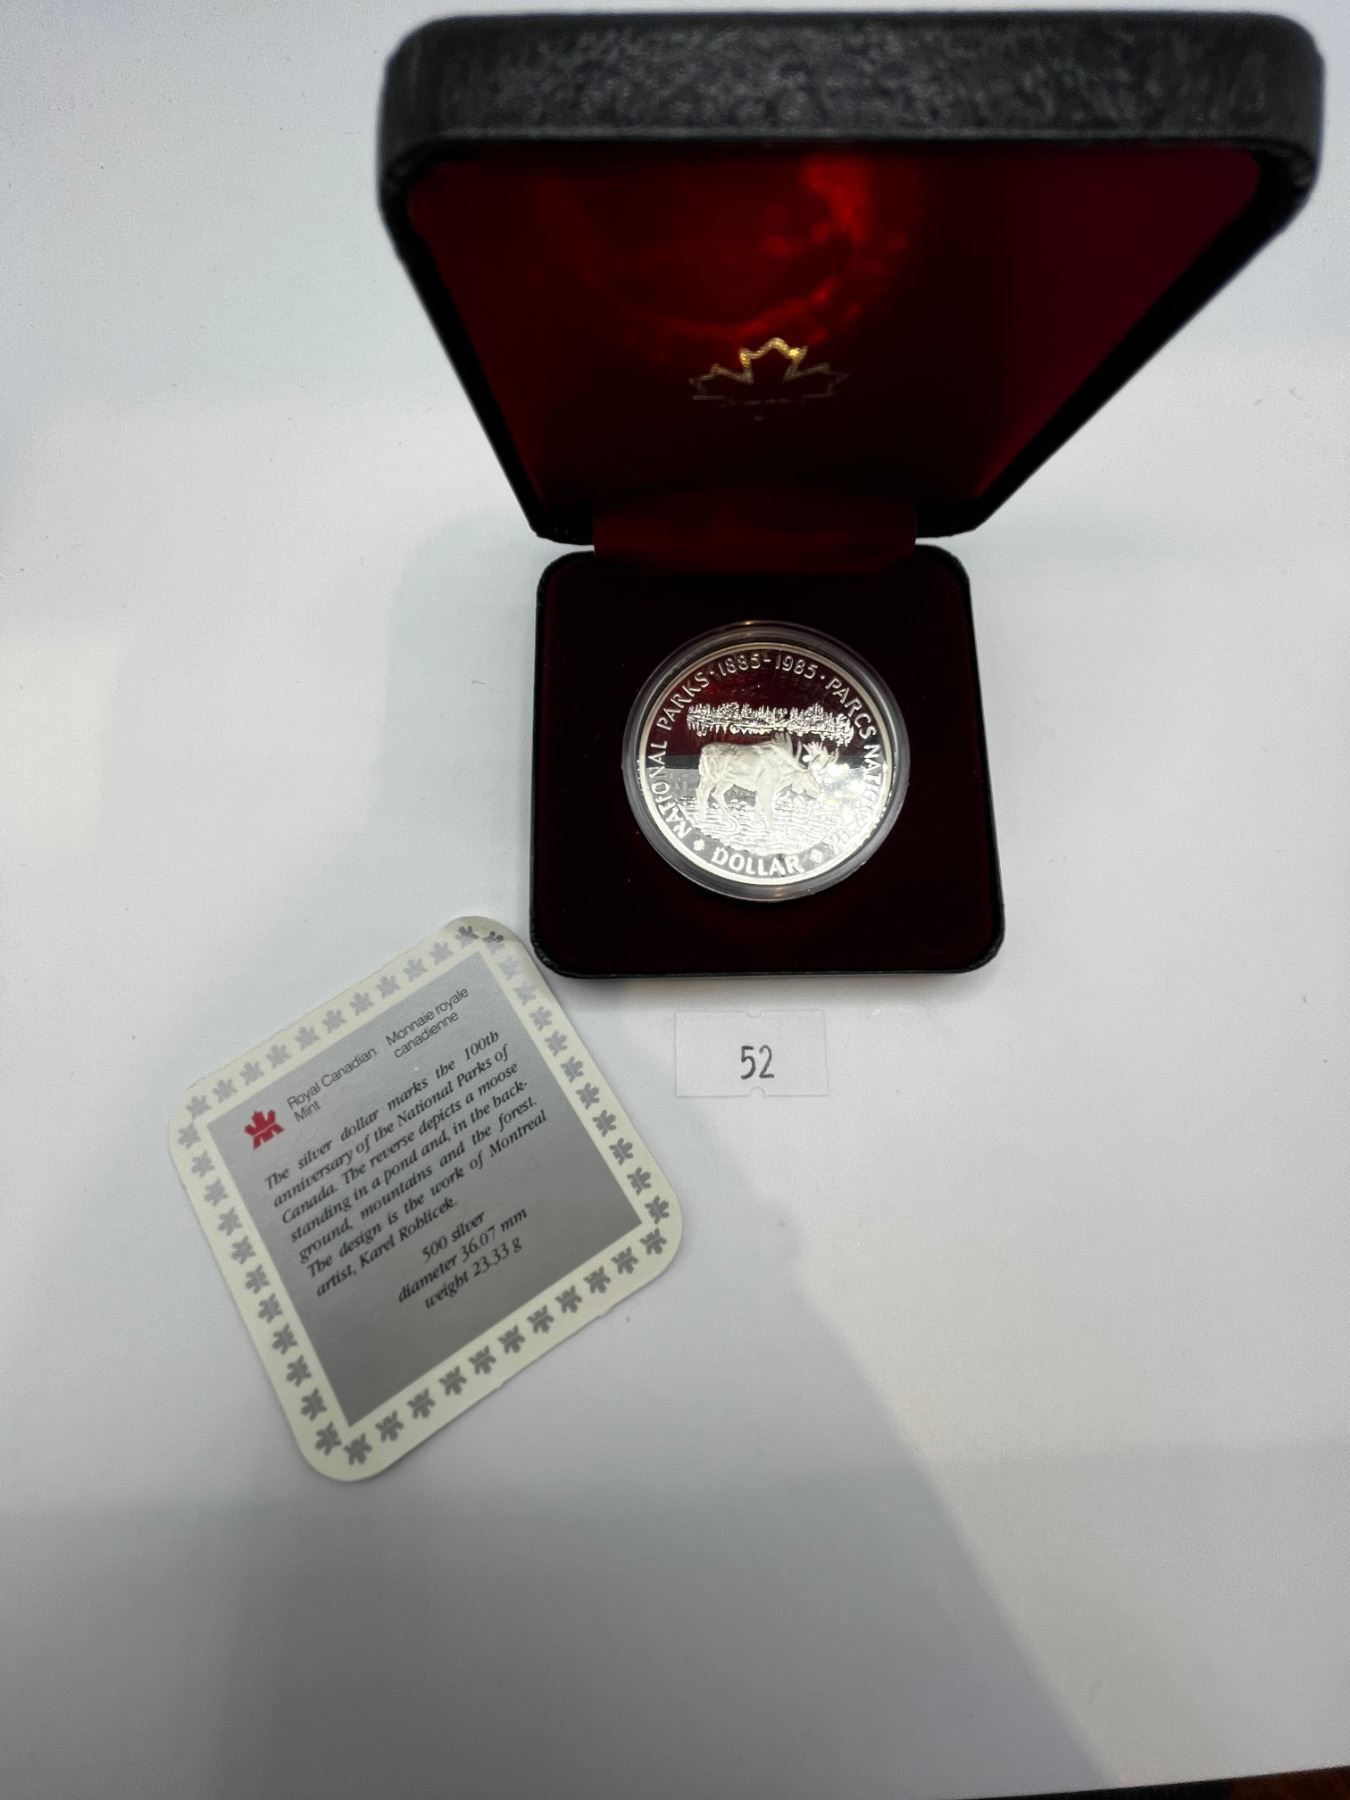 NATIONAL PARKS · 1885-1985 · PARCS
DOLLAR
52
Royal Canadian Mint
Monnaie royale canadienne
The silver dollar marks the 100th
anniversary of the National Parks of
Canada. The reverse depicts a moose
standing in a pond and, in the back-
ground, mountains and the forest.
The design is the work of Montreal
artist, Karel Rohlicek.
500 silver
diameter 36.07 mm
weight 23.33 g